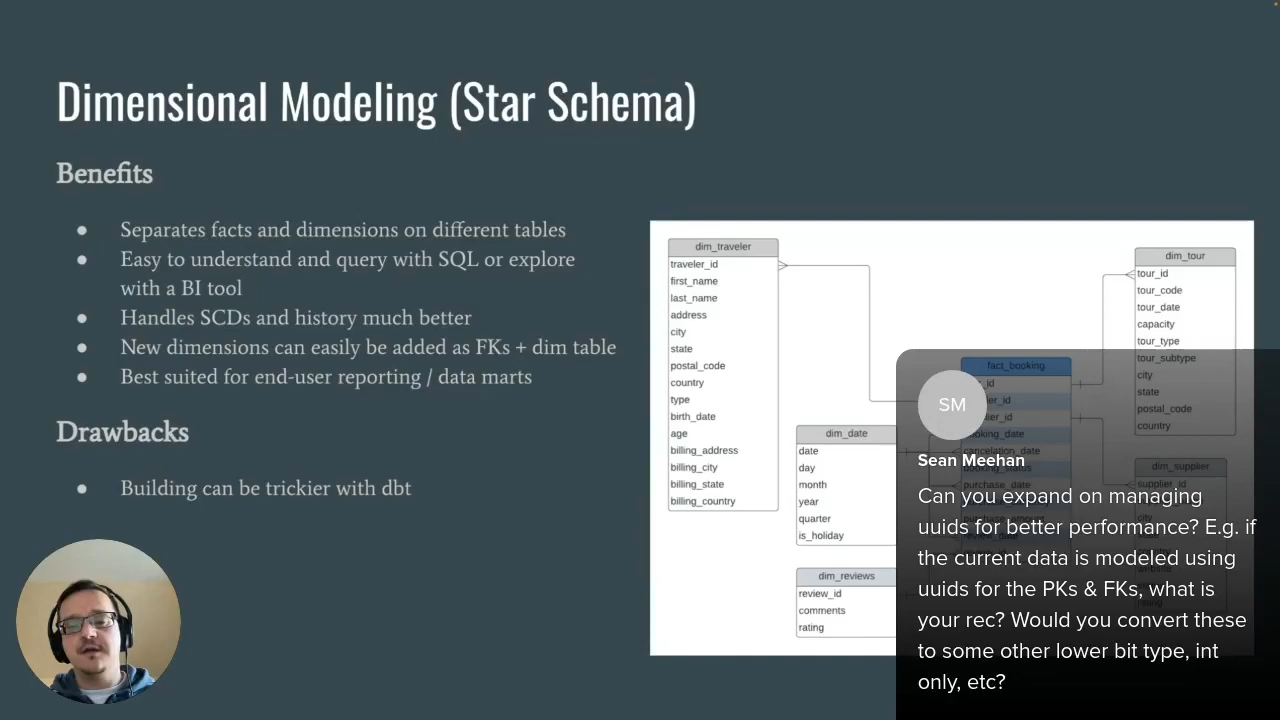 Dimensional Modeling (Star Schema)
Benefits
● Separates facts and dimensions on different tables
● Easy to understand and query with SQL or explore
with a BI tool
● Handles SCDs and history much better
● New dimensions can easily be added as FKs + dim table
● Best suited for end-user reporting / data marts
Drawbacks
● Building can be trickier with dbt
dim_traveler
traveler_id
first_name
last_name
address
city
state
postal_code
country
type
birth_date
age
billing_address
billing_city
billing_state
billing_country
dim_date
date
day
month
year
quarter
is_holiday
dim_reviews
review_id
comments
rating
fact_booking
cancelation_date
booking_status
purchase_date
dim_tour
tour_id
tour_code
tour_date
capacity
tour_type
tour_subtype
city
state
postal_code
country
dim_supplier
supplier_id
SM
Sean Meehan
Can you expand on managing
uuids for better performance? E.g. if
the current data is modeled using
uuids for the PKs & FKs, what is
your rec? Would you convert these
to some other lower bit type, int
only, etc?